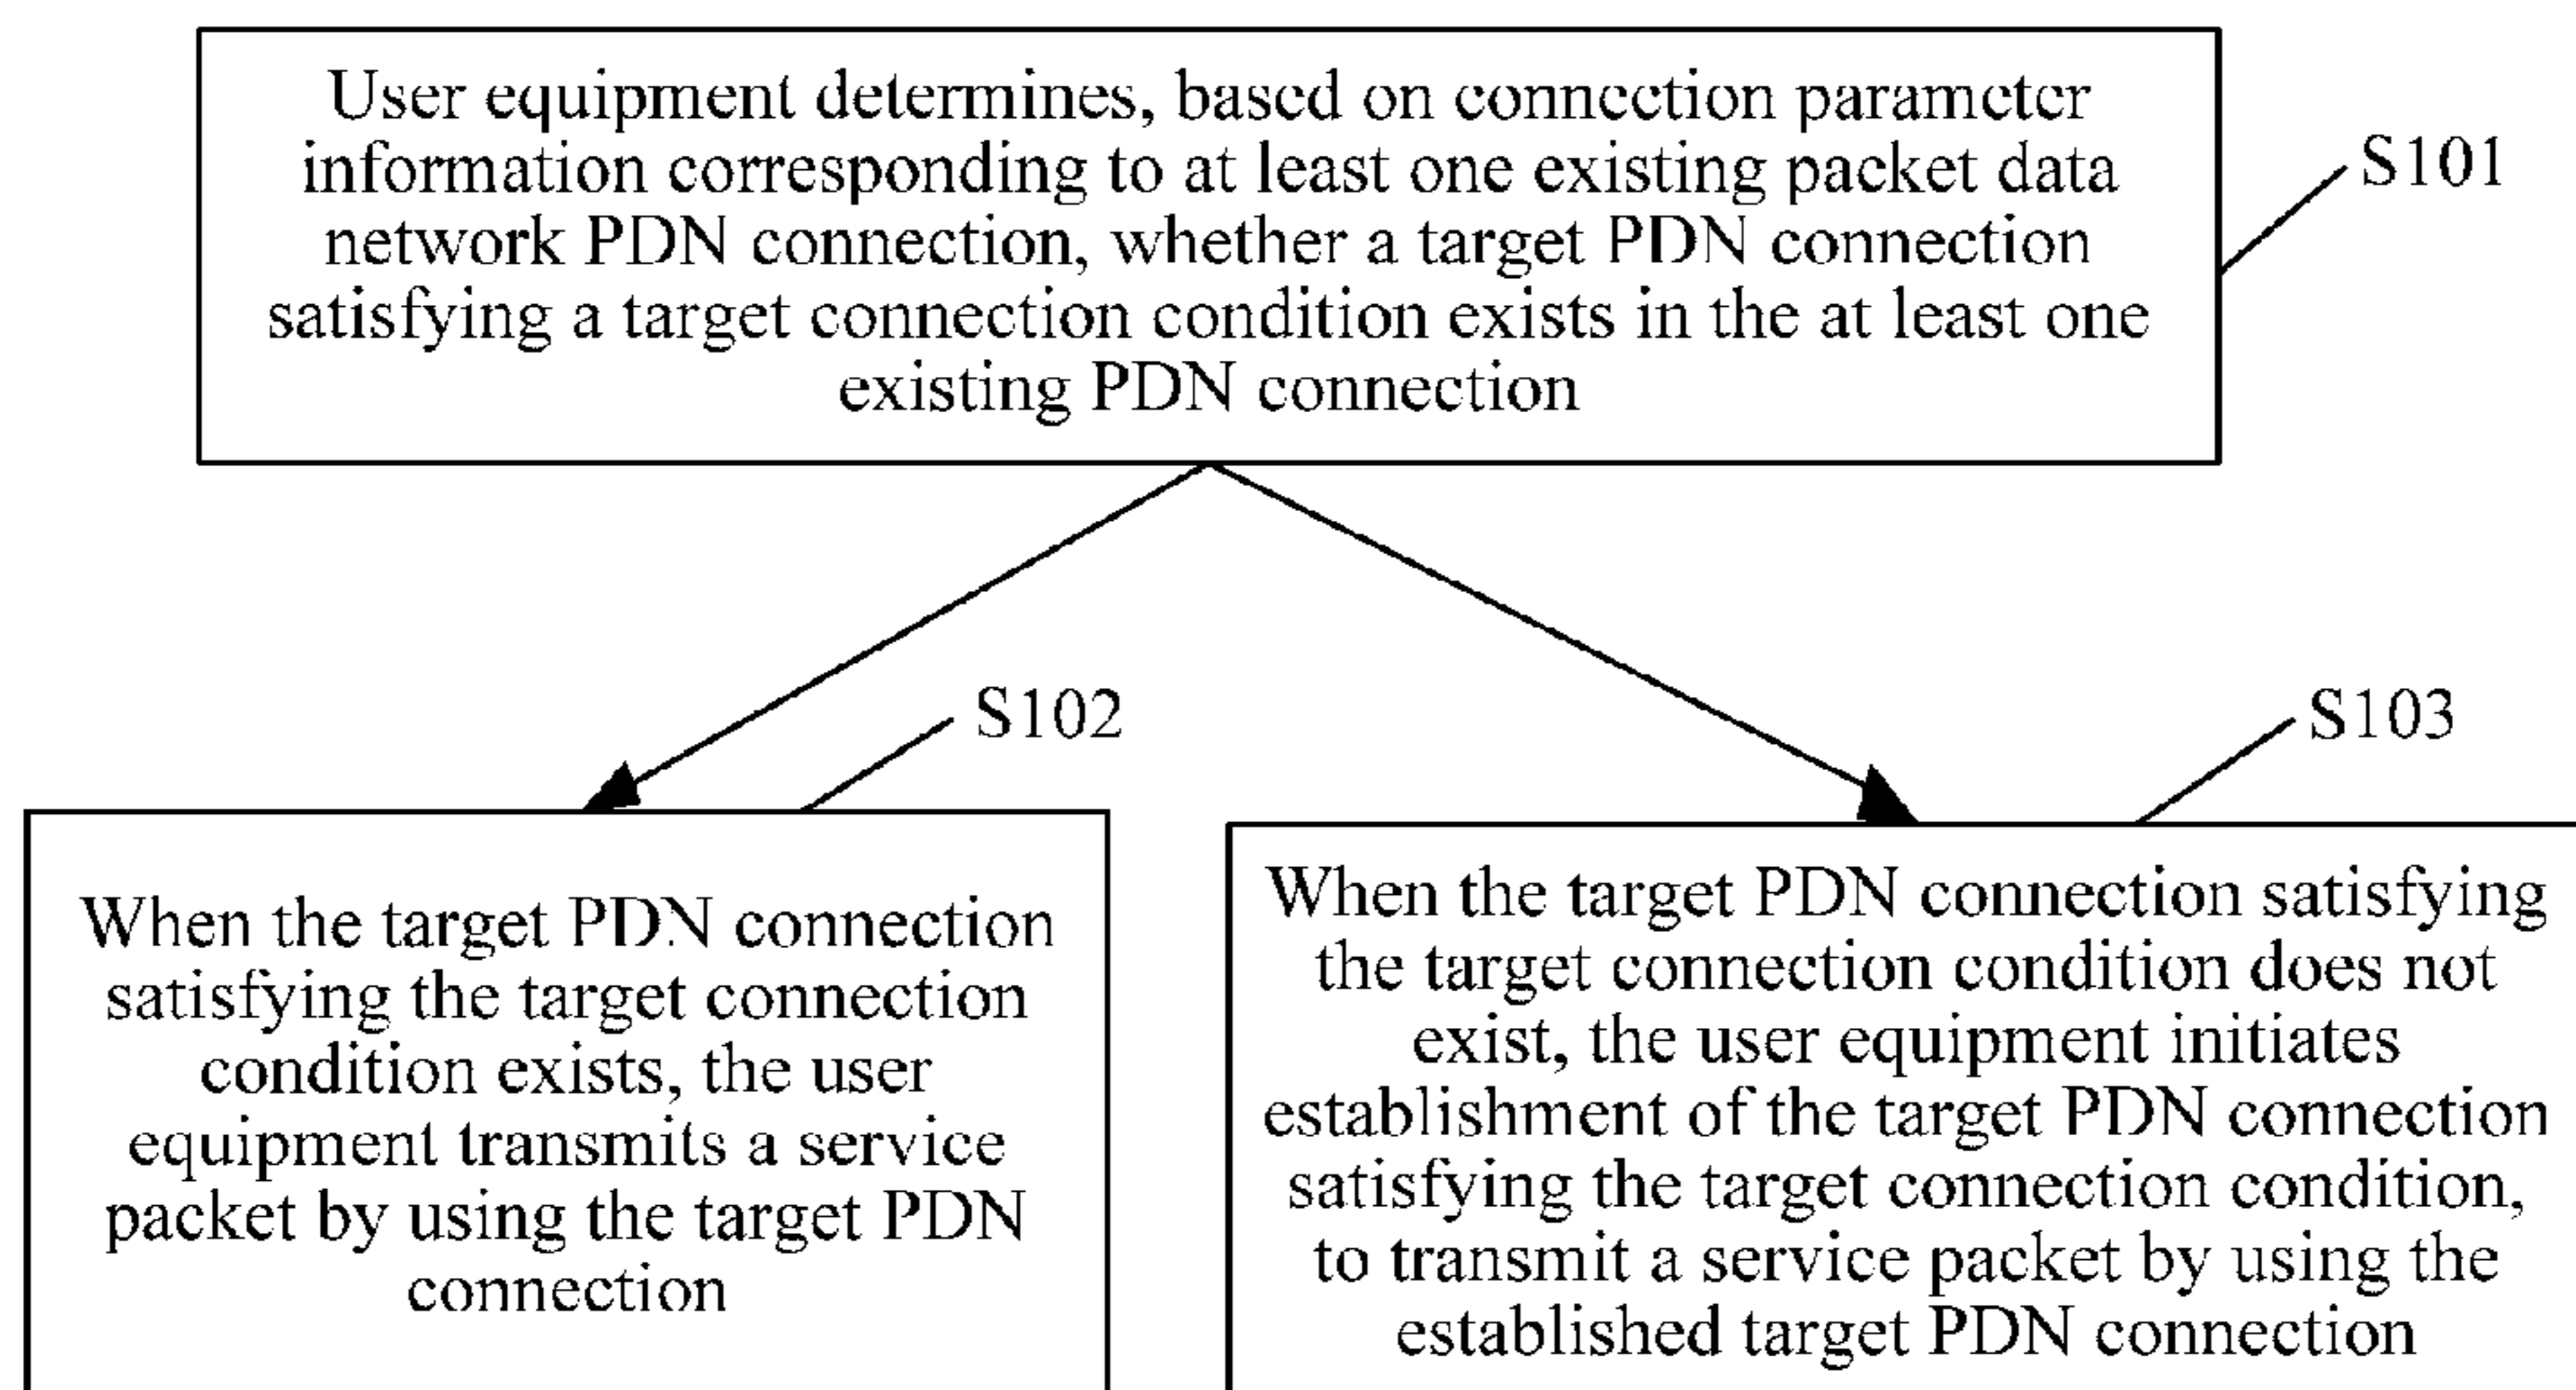 User equipment determines, based on connection parameter
information corresponding to at least one existing packet data
network PDN connection, whether a target PDN connection
satisfying a target connection condition exists in the at least one
existing PDN connection
S101
S102
When the target PDN connection
satisfying the target connection
condition exists, the user
equipment transmits a service
packet by using the target PDN
connection
S103
When the target PDN connection satisfying
the target connection condition does not
exist, the user equipment initiates
establishment of the target PDN connection
satisfying the target connection condition,
to transmit a service packet by using the
established target PDN connection